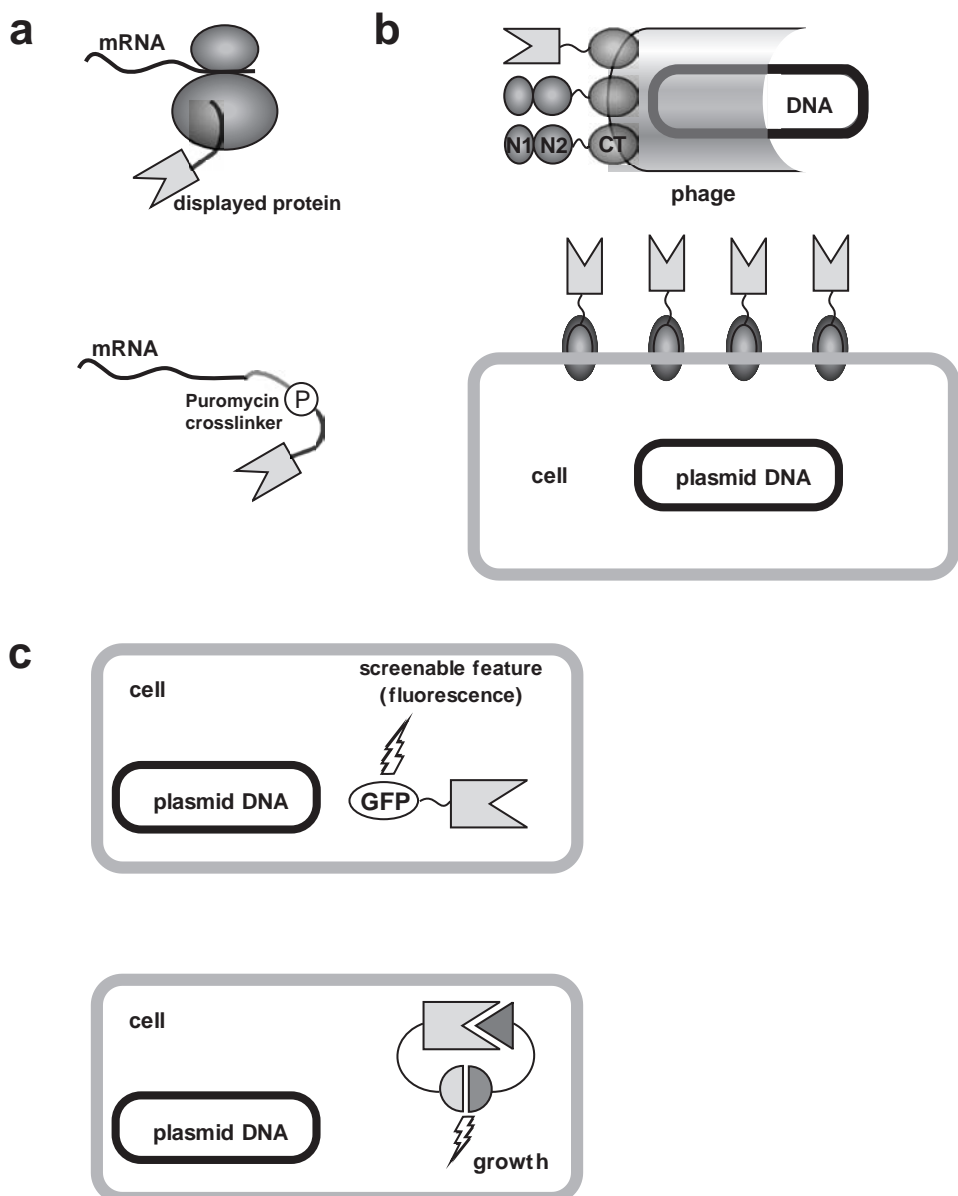 a
mRNA
displayed protein
mRNA
Puromycin
crosslinker
P
b
DNA
N1 N2 CT
phage
cell
plasmid DNA
c
cell
screenable feature
(fluorescence)
plasmid DNA
GFP
cell
plasmid DNA
growth